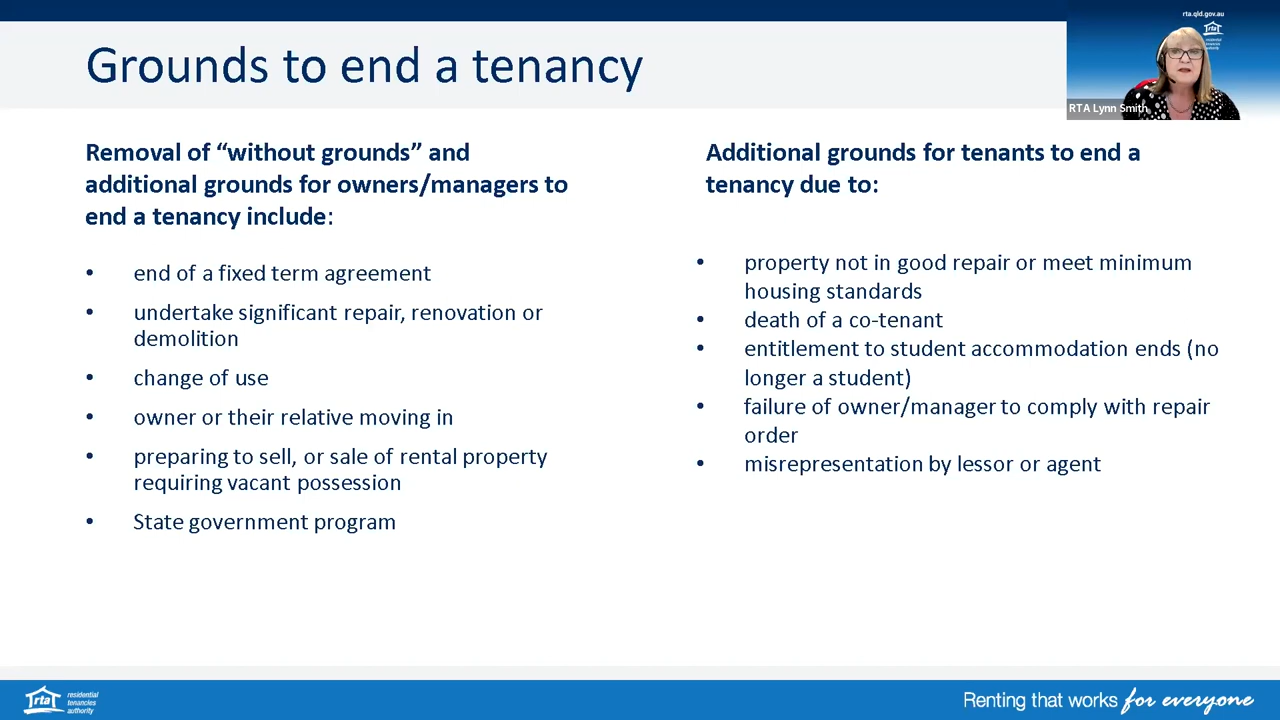 Grounds to end a tenancy
rta.qld.gov.au
rta
residential
tenancies
authority
RTA Lynn Smith
Removal of “without grounds” and
additional grounds for owners/managers to
end a tenancy include:
• end of a fixed term agreement
• undertake significant repair, renovation or
demolition
• change of use
• owner or their relative moving in
• preparing to sell, or sale of rental property
requiring vacant possession
• State government program
Additional grounds for tenants to end a
tenancy due to:
• property not in good repair or meet minimum
housing standards
• death of a co-tenant
• entitlement to student accommodation ends (no
longer a student)
• failure of owner/manager to comply with repair
order
• misrepresentation by lessor or agent
rta
residential
tenancies
authority
Renting that works for everyone